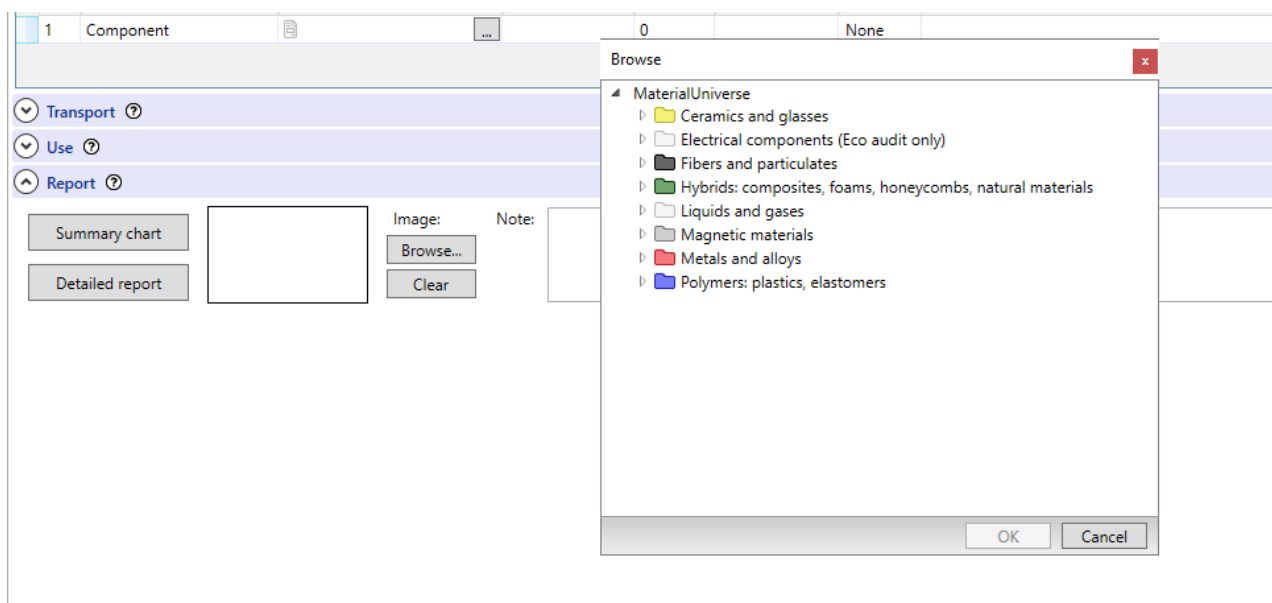 1 Component ... 0 None
Browse
x
MaterialUniverse
Ceramics and glasses
Electrical components (Eco audit only)
Fibers and particulates
Hybrids: composites, foams, honeycombs, natural materials
Liquids and gases
Magnetic materials
Metals and alloys
Polymers: plastics, elastomers
OK Cancel
Transport ?
Use ?
Report ?
Summary chart
Detailed report
Image:
Browse...
Clear
Note: